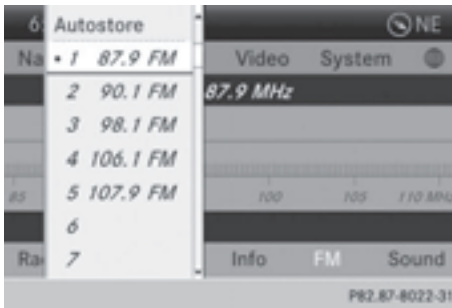 6: Autostore NE
Na • 1 87.9 FM Video System
2 90.1 FM 87.9 MHz
3 98.1 FM
4 106.1 FM
85 5 107.9 FM 100 105 110 MHz
6
Ra 7 Info FM Sound
P82.87-8022-31